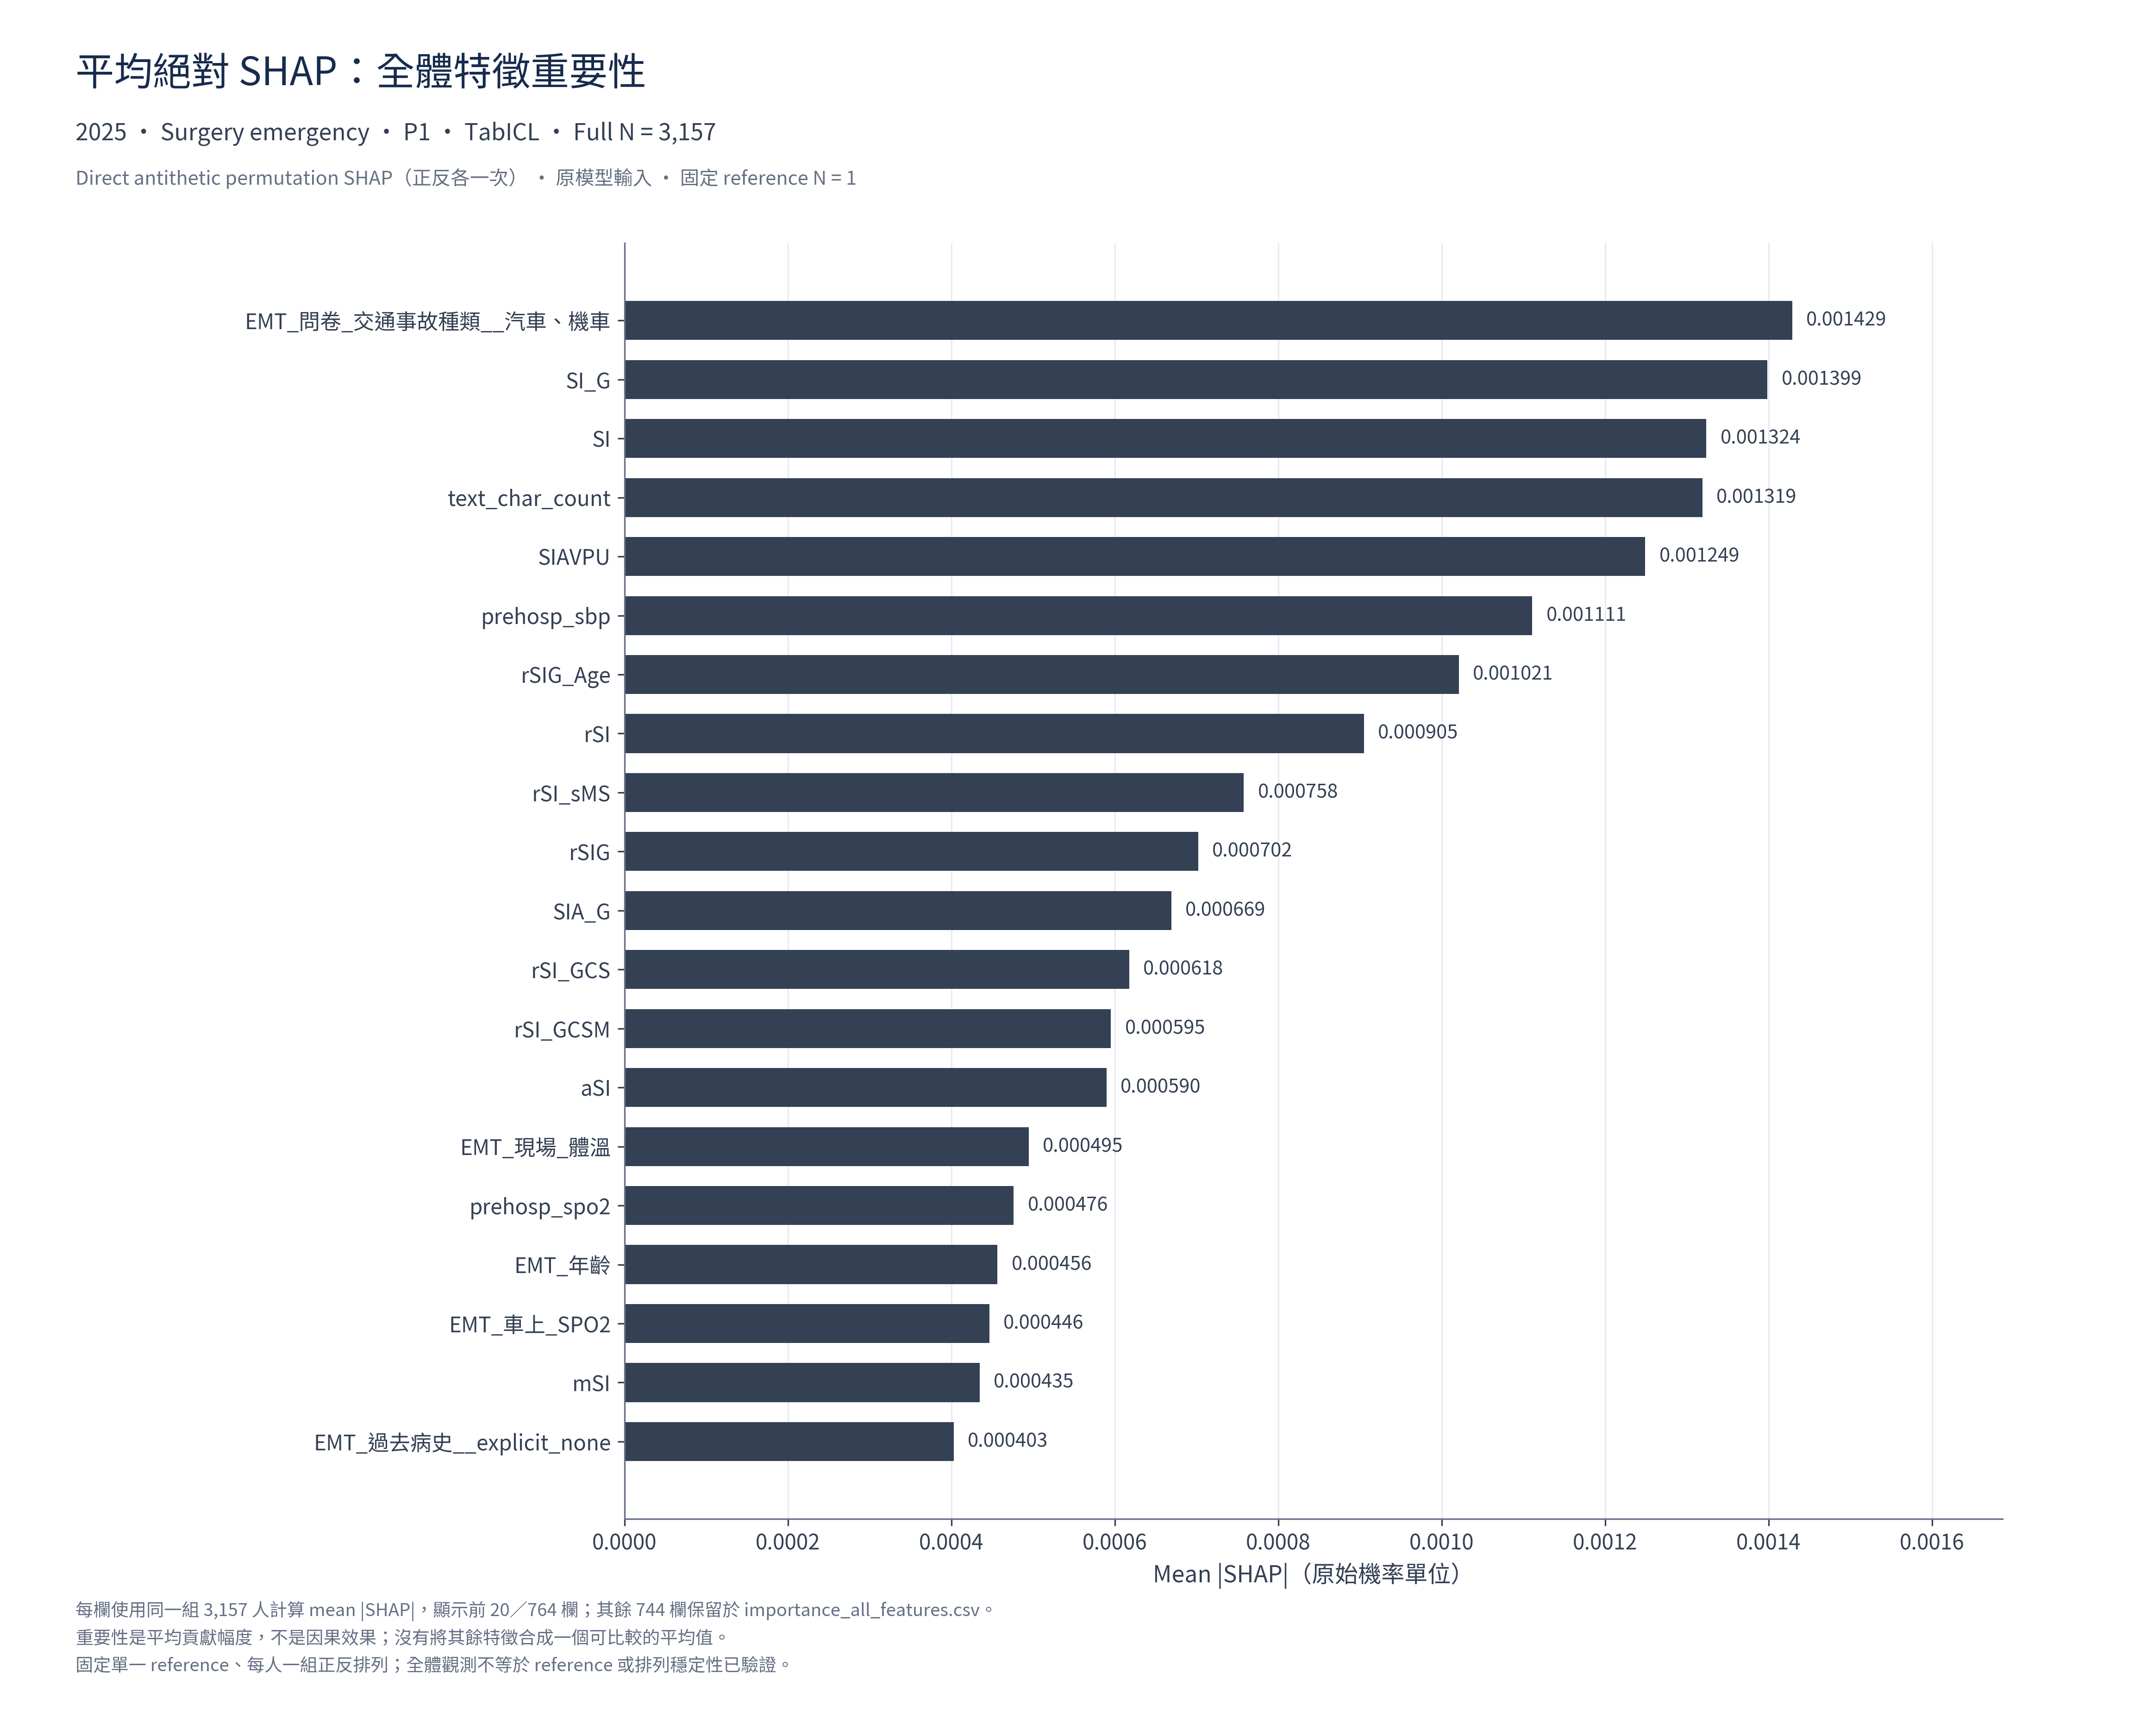 平均絕對 SHAP：全體特徵重要性
2025 • Surgery emergency • P1 • TabICL • Full N = 3,157
Direct antithetic permutation SHAP（正反各一次） • 原模型輸入 • 固定 reference N = 1
EMT_問卷_交通事故種類__汽車、機車 0.001429
SI_G 0.001399
SI 0.001324
text_char_count 0.001319
SIAVPU 0.001249
prehosp_sbp 0.001111
rSIG_Age 0.001021
rSI 0.000905
rSI_sMS 0.000758
rSIG 0.000702
SIA_G 0.000669
rSI_GCS 0.000618
rSI_GCSM 0.000595
aSI 0.000590
EMT_現場_體溫 0.000495
prehosp_spo2 0.000476
EMT_年齡 0.000456
EMT_車上_SPO2 0.000446
mSI 0.000435
EMT_過去病史__explicit_none 0.000403
0.0000 0.0002 0.0004 0.0006 0.0008 0.0010 0.0012 0.0014 0.0016
Mean |SHAP|（原始機率單位）
每欄使用同一組 3,157 人計算 mean |SHAP|，顯示前 20／764 欄；其餘 744 欄保留於 importance_all_features.csv。
重要性是平均貢獻幅度，不是因果效果；沒有將其餘特徵合成一個可比較的平均值。
固定單一 reference、每人一組正反排列；全體觀測不等於 reference 或排列穩定性已驗證。